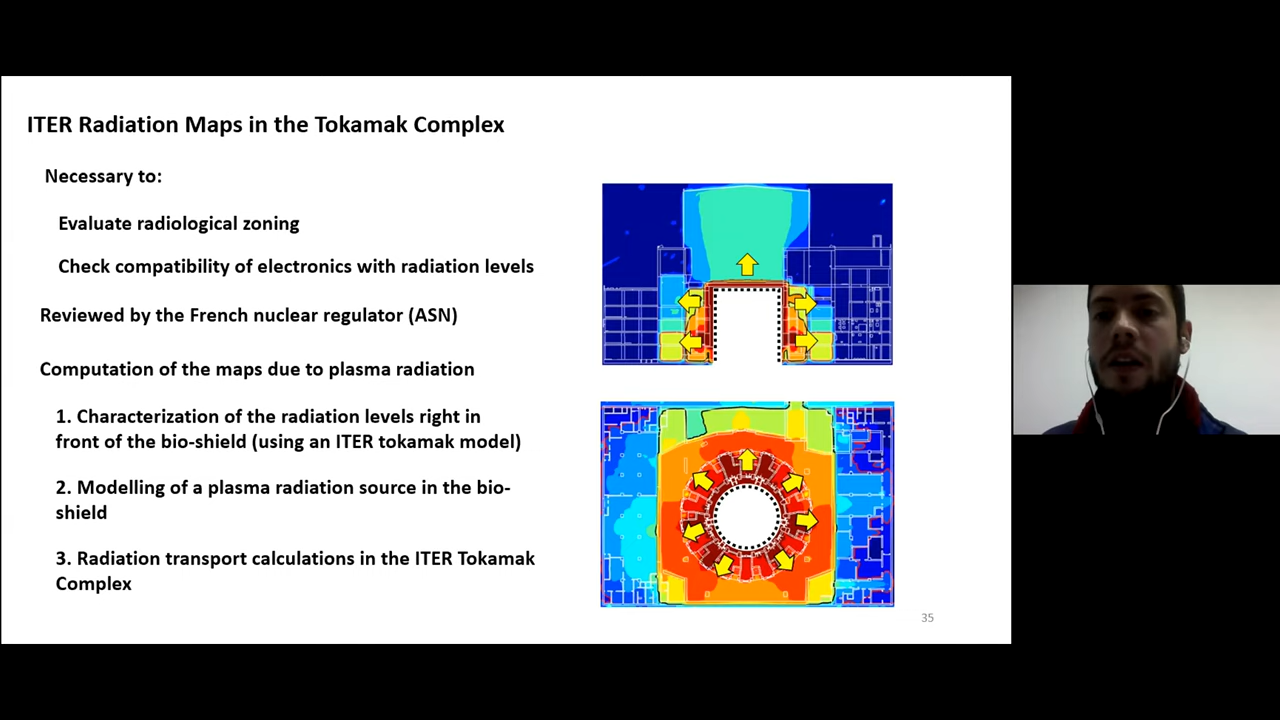 ITER Radiation Maps in the Tokamak Complex
Necessary to:
Evaluate radiological zoning
Check compatibility of electronics with radiation levels
Reviewed by the French nuclear regulator (ASN)
Computation of the maps due to plasma radiation
1. Characterization of the radiation levels right in
front of the bio-shield (using an ITER tokamak model)
2. Modelling of a plasma radiation source in the bio-
shield
3. Radiation transport calculations in the ITER Tokamak
Complex
35